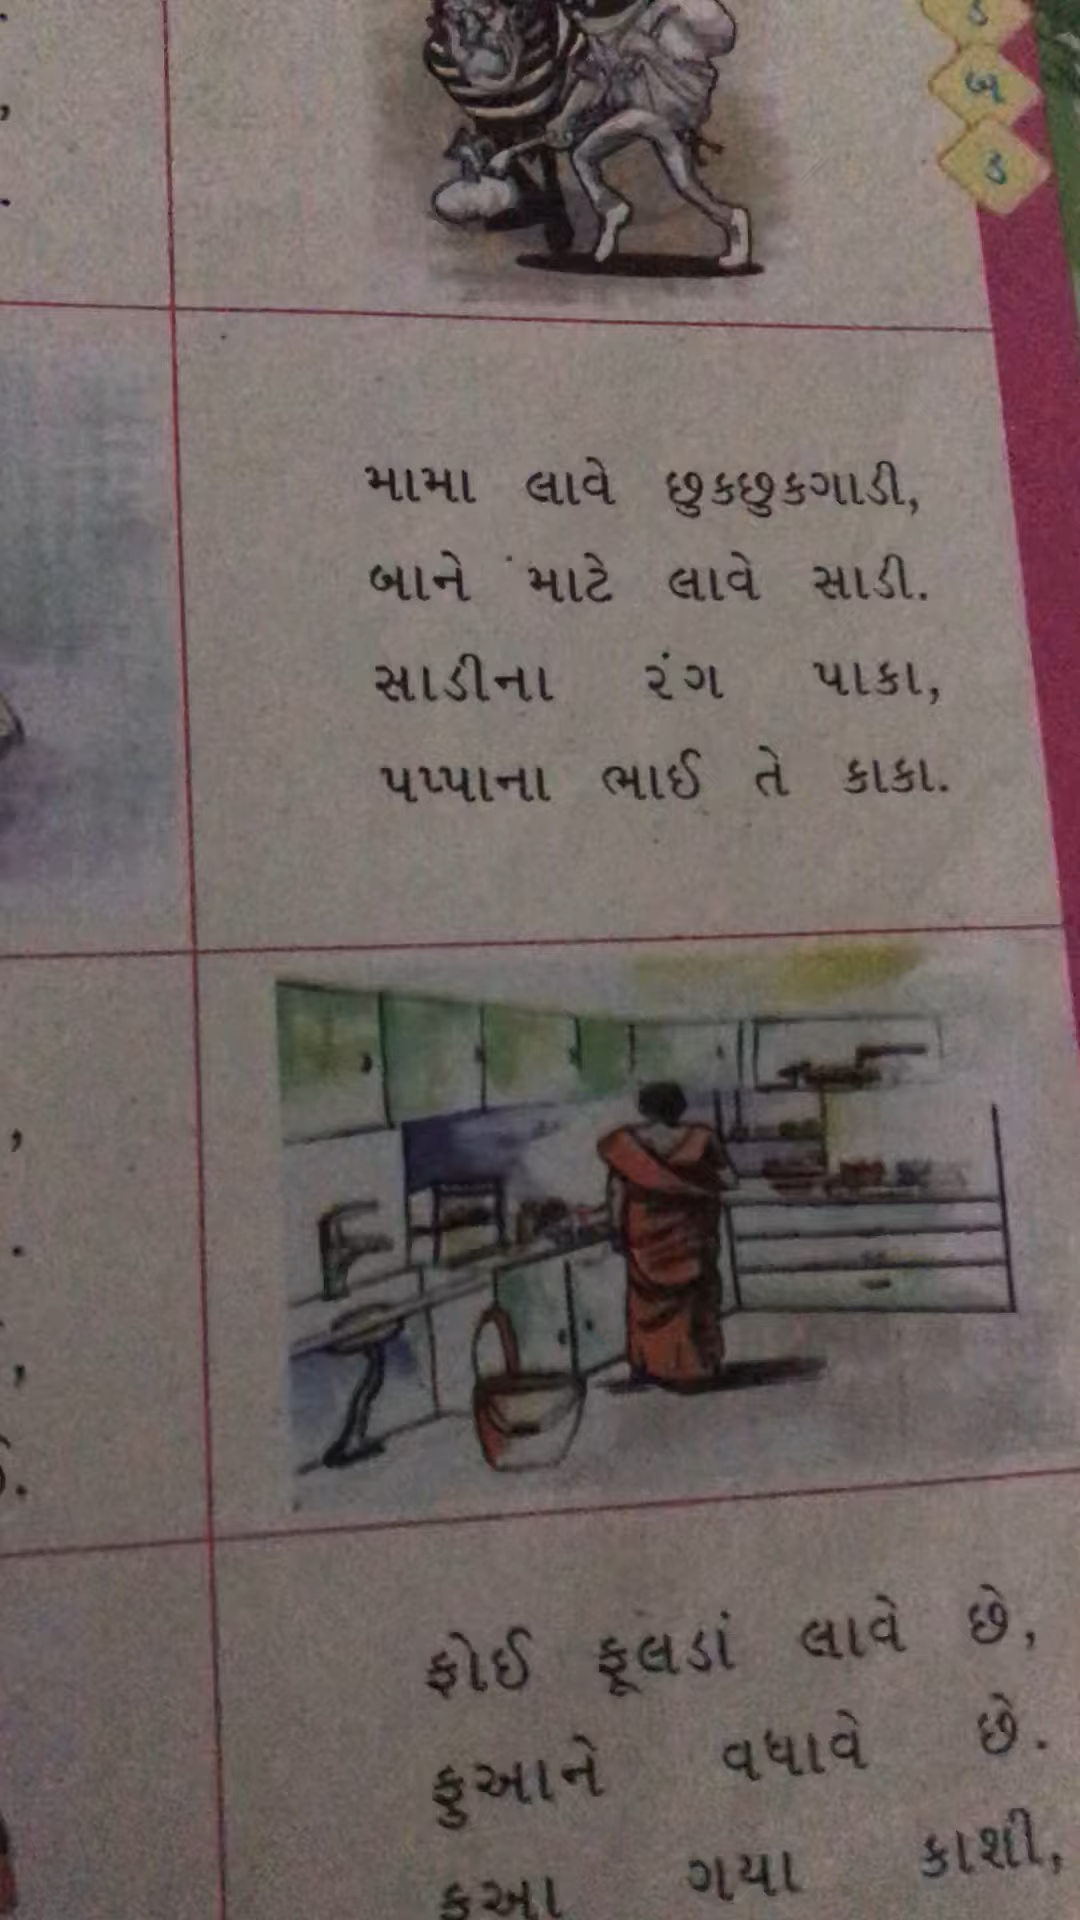 મામા લાવે છુકછુકગાડી,
બાને માટે લાવે સાડી.
સાડીના રંગ પાકા,
પપ્પાના ભાઈ તે કાકા.
ફોઈ ફૂલડાં લાવે છે,
ફુઆને વધાવે છે.
ફુઆ ગયા કાશી,